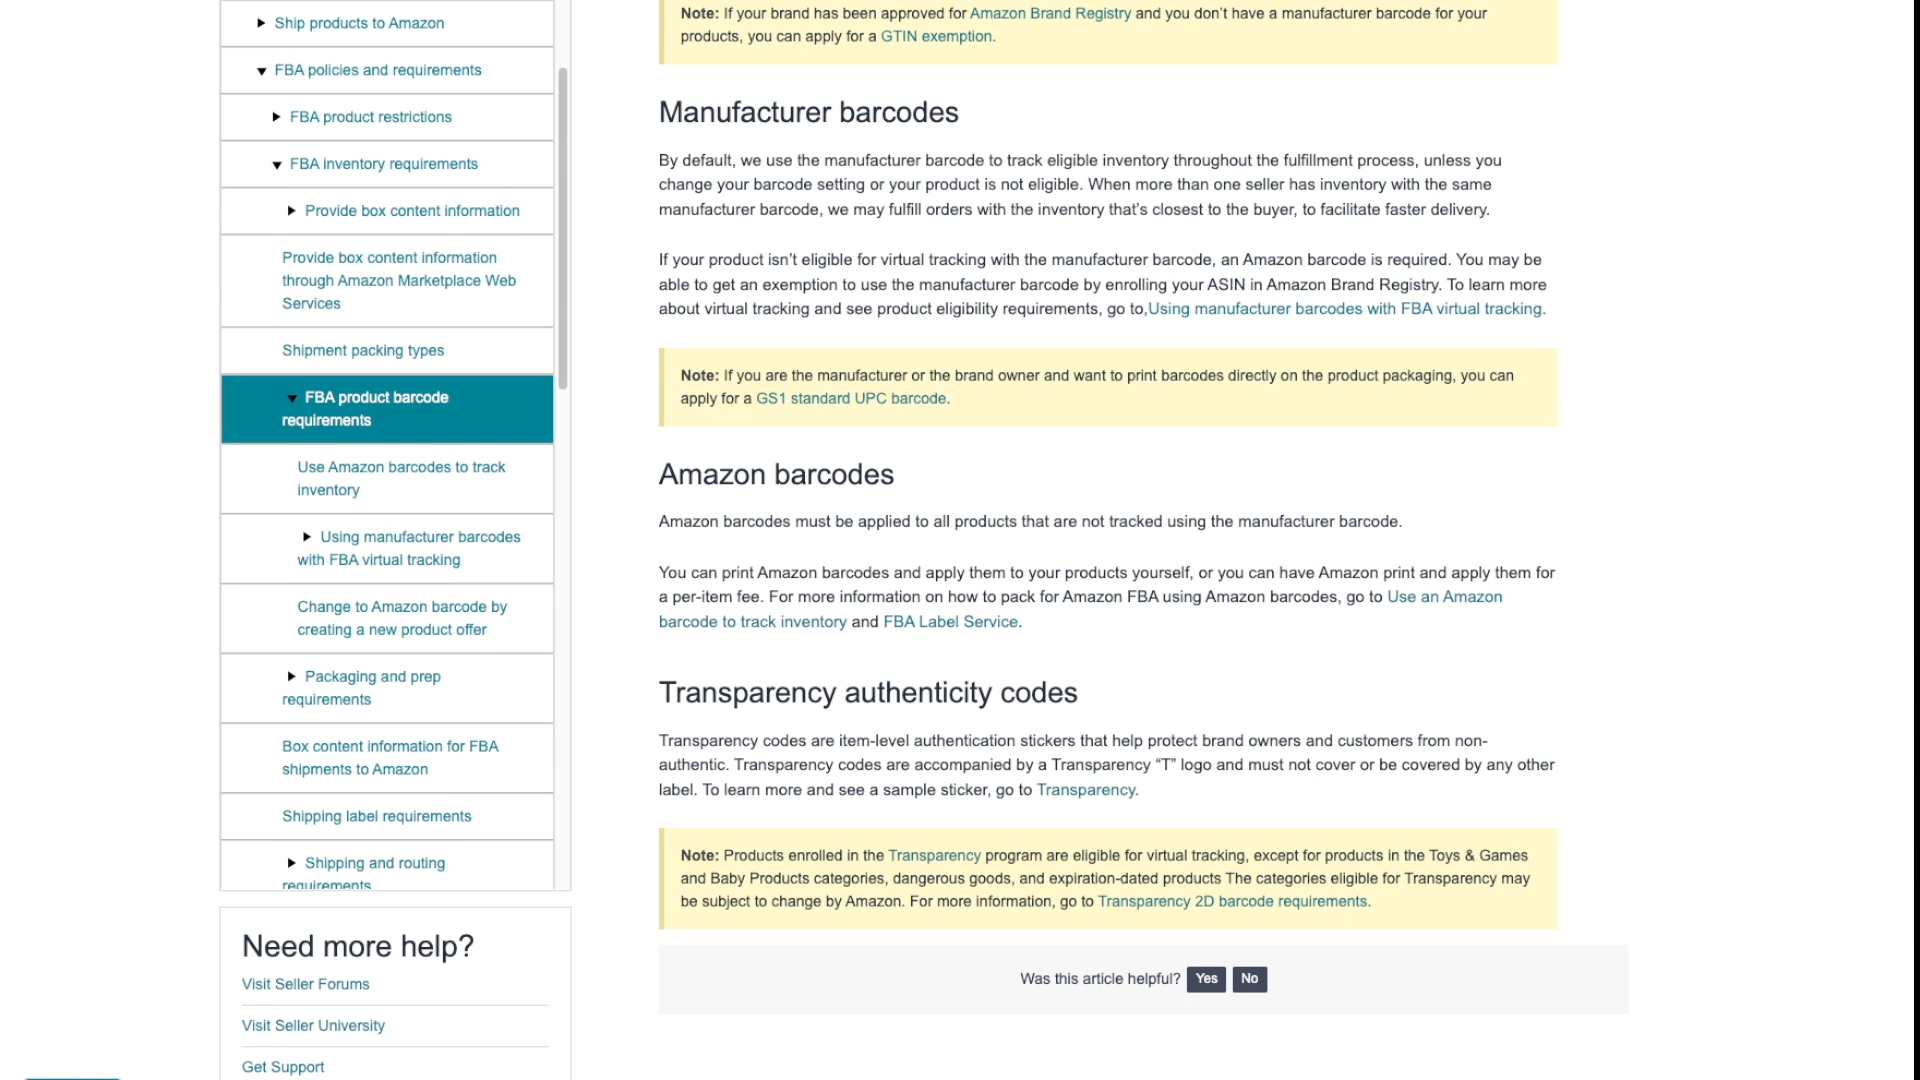 Ship products to Amazon
FBA policies and requirements
FBA product restrictions
FBA inventory requirements
Provide box content information
Provide box content information
through Amazon Marketplace Web
Services
Shipment packing types
FBA product barcode
requirements
Use Amazon barcodes to track
inventory
Using manufacturer barcodes
with FBA virtual tracking
Change to Amazon barcode by
creating a new product offer
Packaging and prep
requirements
Box content information for FBA
shipments to Amazon
Shipping label requirements
Shipping and routing
requirements
Need more help?
Visit Seller Forums
Visit Seller University
Get Support
Note: If your brand has been approved for Amazon Brand Registry and you don’t have a manufacturer barcode for your
products, you can apply for a GTIN exemption.
Manufacturer barcodes
By default, we use the manufacturer barcode to track eligible inventory throughout the fulfillment process, unless you
change your barcode setting or your product is not eligible. When more than one seller has inventory with the same
manufacturer barcode, we may fulfill orders with the inventory that’s closest to the buyer, to facilitate faster delivery.
If your product isn’t eligible for virtual tracking with the manufacturer barcode, an Amazon barcode is required. You may be
able to get an exemption to use the manufacturer barcode by enrolling your ASIN in Amazon Brand Registry. To learn more
about virtual tracking and see product eligibility requirements, go to,Using manufacturer barcodes with FBA virtual tracking.
Note: If you are the manufacturer or the brand owner and want to print barcodes directly on the product packaging, you can
apply for a GS1 standard UPC barcode.
Amazon barcodes
Amazon barcodes must be applied to all products that are not tracked using the manufacturer barcode.
You can print Amazon barcodes and apply them to your products yourself, or you can have Amazon print and apply them for
a per-item fee. For more information on how to pack for Amazon FBA using Amazon barcodes, go to Use an Amazon
barcode to track inventory and FBA Label Service.
Transparency authenticity codes
Transparency codes are item-level authentication stickers that help protect brand owners and customers from non-
authentic. Transparency codes are accompanied by a Transparency “T” logo and must not cover or be covered by any other
label. To learn more and see a sample sticker, go to Transparency.
Note: Products enrolled in the Transparency program are eligible for virtual tracking, except for products in the Toys & Games
and Baby Products categories, dangerous goods, and expiration-dated products The categories eligible for Transparency may
be subject to change by Amazon. For more information, go to Transparency 2D barcode requirements.
Was this article helpful? Yes No